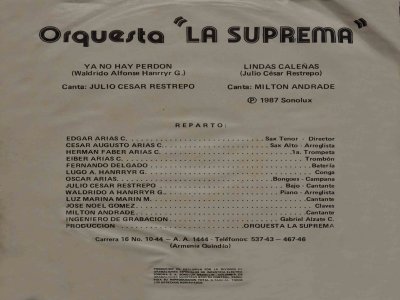 Orquesta "LA SUPREMA"
YA NO HAY PERDON
(Waldrido Alfonse Hanrryr G.)
Canta: JULIO CESAR RESTREPO
LINDAS CALEÑAS
(Julio César Restrepo)
Canta: MILTON ANDRADE
Ⓟ 1987 Sonolux
REPARTO:
EDGAR ARIAS C. Sax Tenor - Director
CESAR AUGUSTO ARIAS C. Sax Alto - Arreglista
HERMAN FABER ARIAS C. 1a. Trompeta
EIBER ARIAS C. Trombón
FERNANDO DELGADO Batería
LUGO A. HANRRYR G. Conga
OSCAR ARIAS. Bongoes - Campana
JULIO CESAR RESTREPO Bajo - Cantante
WALDRIDO A HANRRYR G. Piano - Arreglista
LUZ MARINA MARIN M. Cantante
JOSE NOEL GOMEZ. Claves
MILTON ANDRADE. Cantante
INGENIERO DE GRABACION Gabriel Alzate C.
PRODUCCION ORQUESTA LA SUPREMA
Carrera 16 No. 10-44 - A. A. 1444 - Teléfonos: 537-43 - 467-46
(Armenia Quindío)